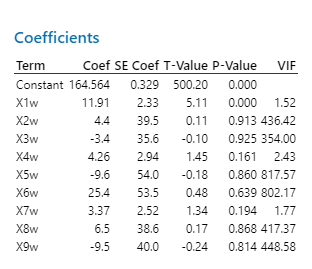 Coefficients
Term Coef SE Coef T-Value P-Value VIF
Constant 164.564 0.329 500.20 0.000
X1w 11.91 2.33 5.11 0.000 1.52
X2w 4.4 39.5 0.11 0.913 436.42
X3w -3.4 35.6 -0.10 0.925 354.00
X4w 4.26 2.94 1.45 0.161 2.43
X5w -9.6 54.0 -0.18 0.860 817.57
X6w 25.4 53.5 0.48 0.639 802.17
X7w 3.37 2.52 1.34 0.194 1.77
X8w 6.5 38.6 0.17 0.868 417.37
X9w -9.5 40.0 -0.24 0.814 448.58